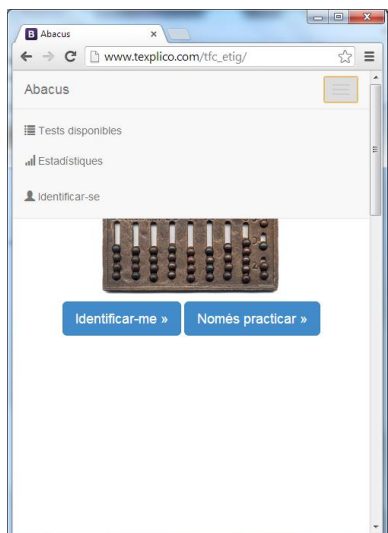 Abacus
www.texplico.com/tfc_etig/
Abacus
Tests disponibles
Estadístiques
Identificar-se
Identificar-me »
Només practicar »